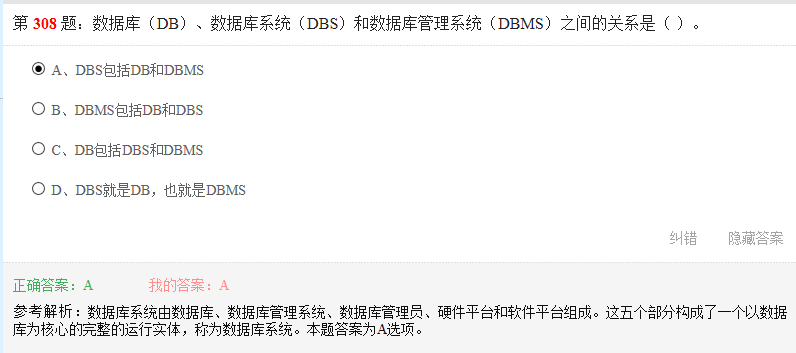 第 308 题：数据库（DB）、数据库系统（DBS）和数据库管理系统（DBMS）之间的关系是（ ）。
A、DBS包括DB和DBMS
B、DBMS包括DB和DBS
C、DB包括DBS和DBMS
D、DBS就是DB，也就是DBMS
纠错 隐藏答案
正确答案：A 我的答案：A
参考解析：数据库系统由数据库、数据库管理系统、数据库管理员、硬件平台和软件平台组成。这五个部分构成了一个以数据
库为核心的完整的运行实体，称为数据库系统。本题答案为A选项。